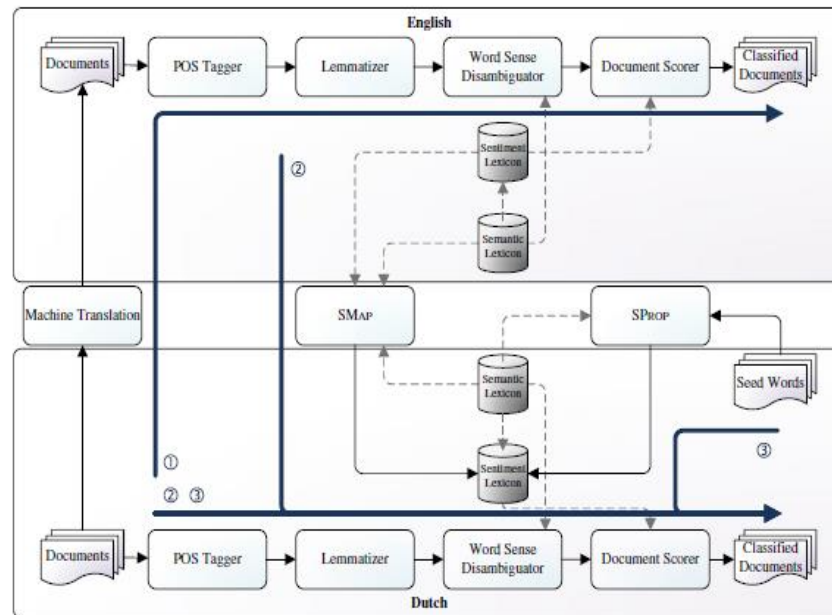 English
Documents
POS Tagger
Lemmatizer
Word Sense
Disambiguator
Document Scorer
Classified
Documents
②
Sentiment
Lexicon
Semantic
Lexicon
Machine Translation
SMAP
SPROP
Semantic
Lexicon
Seed Words
①
② ③
③
Sentiment
Lexicon
Documents
POS Tagger
Lemmatizer
Word Sense
Disambiguator
Document Scorer
Classified
Documents
Dutch